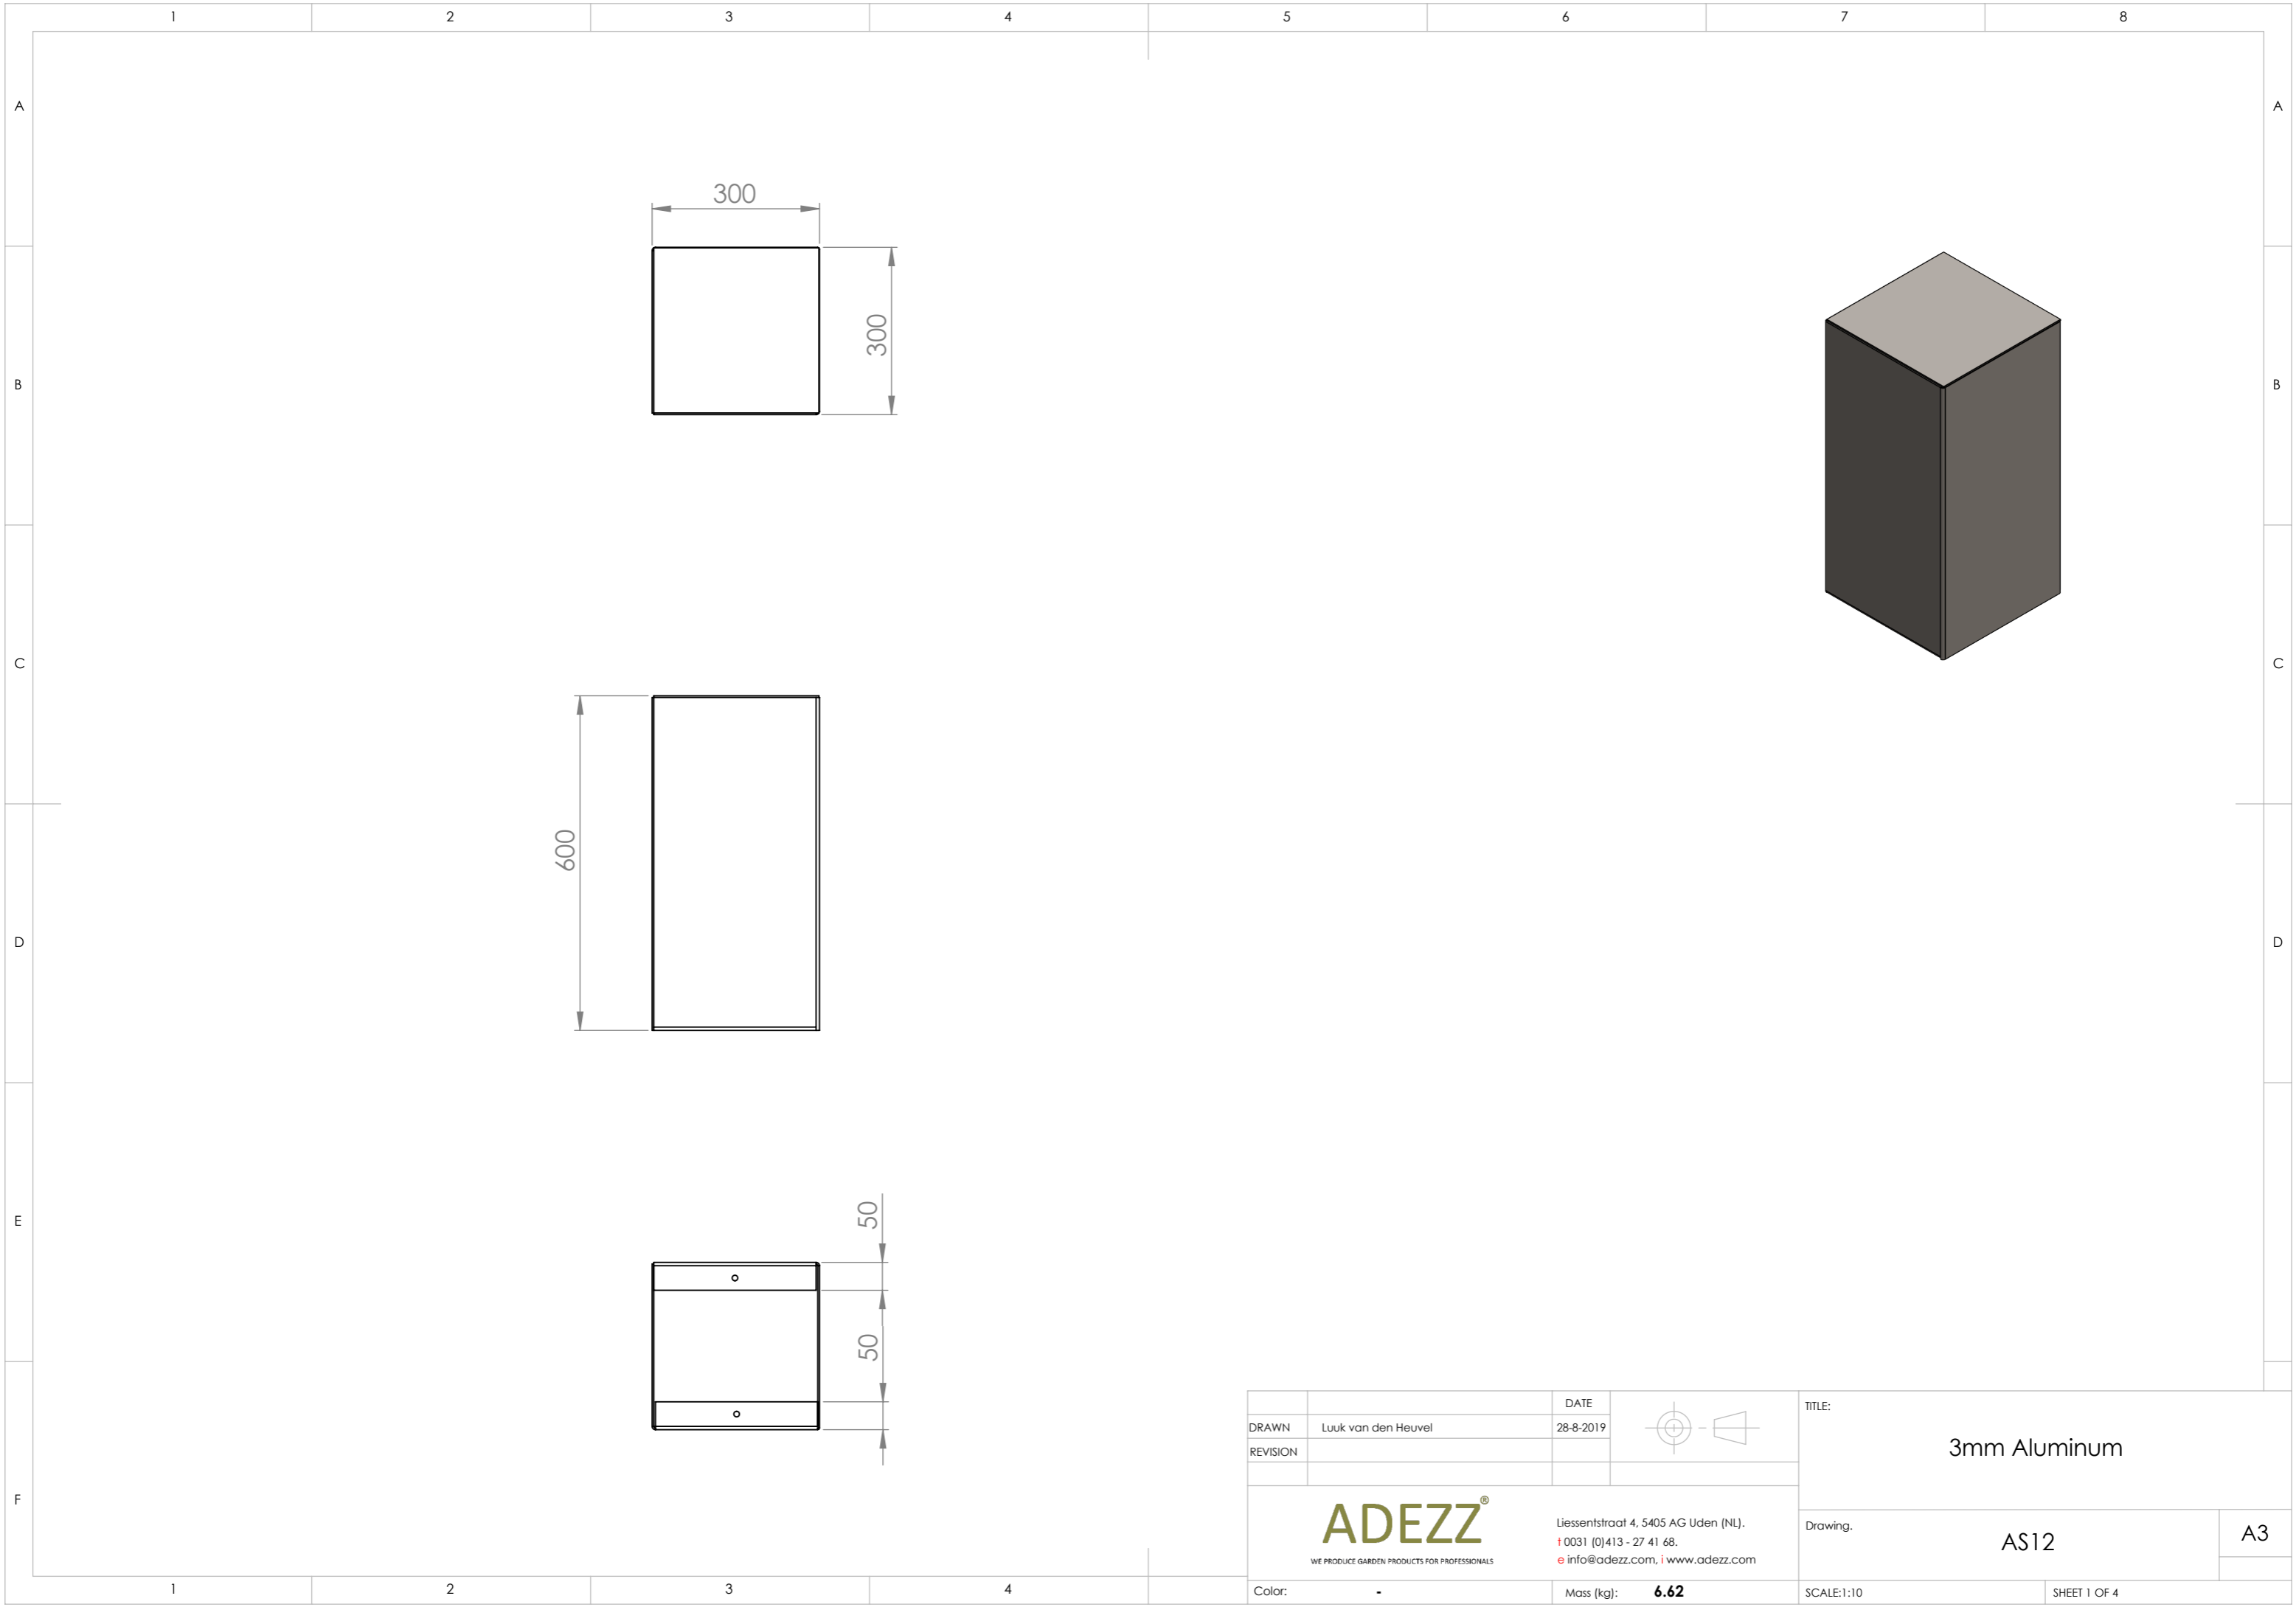 1 2 3 4 5 6 7 8
A A
300
300
B B
C C
600
D D
50
E
50
DATE
DRAWN Luuk van den Heuvel 28-8-2019
REVISION
TITLE:
3mm Aluminum
F
ADEZZ®
WE PRODUCE GARDEN PRODUCTS FOR PROFESSIONALS
Liessentstraat 4, 5405 AG Uden (NL).
t 0031 (0)413 - 27 41 68.
e info@adezz.com, i www.adezz.com
Drawing.
AS12
A3
1 2 3 4
Color: -
Mass (kg): 6.62
SCALE:1:10
SHEET 1 OF 4